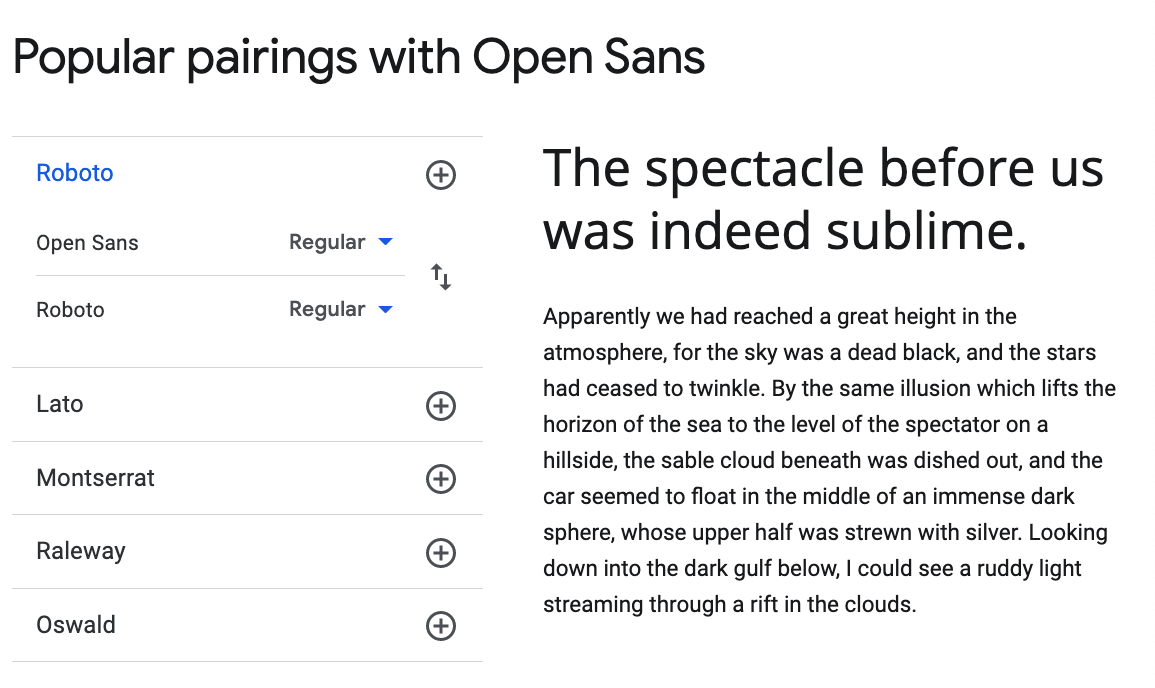 Popular pairings with Open Sans
Roboto
Open Sans Regular
Roboto Regular
Lato
Montserrat
Raleway
Oswald
The spectacle before us
was indeed sublime.
Apparently we had reached a great height in the
atmosphere, for the sky was a dead black, and the stars
had ceased to twinkle. By the same illusion which lifts the
horizon of the sea to the level of the spectator on a
hillside, the sable cloud beneath was dished out, and the
car seemed to float in the middle of an immense dark
sphere, whose upper half was strewn with silver. Looking
down into the dark gulf below, I could see a ruddy light
streaming through a rift in the clouds.